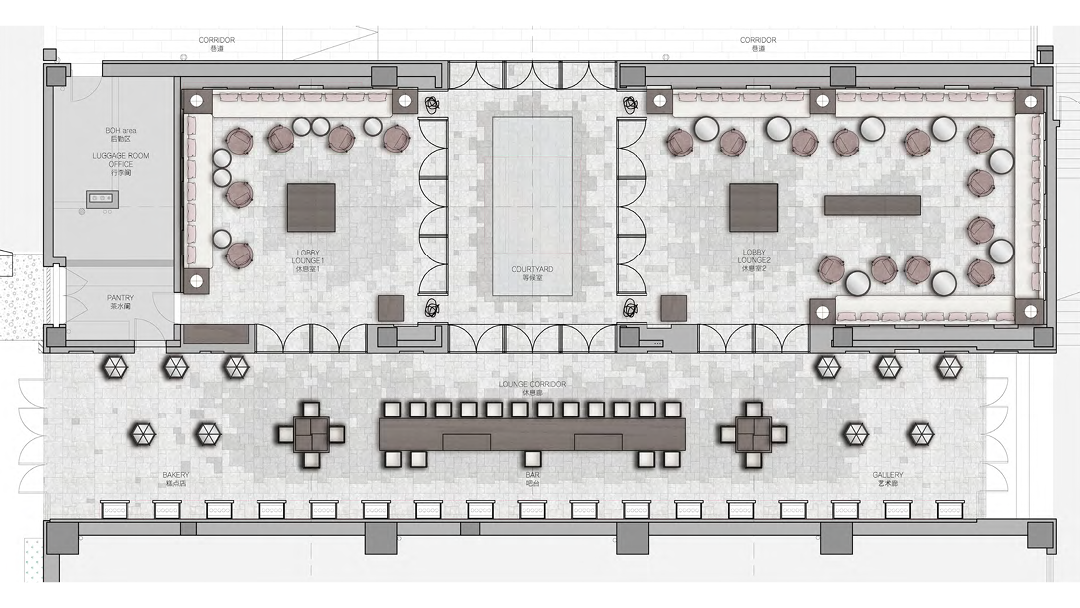 CORRIDOR
巷道
CORRIDOR
巷道
BOH area
后勤区
LUGGAGE ROOM
OFFICE
行李间
LOBBY
LOUNGE1
休息室1
COURTYARD
等候室
LOBBY
LOUNGE2
休息室2
PANTRY
茶水间
LOUNGE CORRIDOR
休息廊
BAKERY
糕点店
BAR
吧台
GALLERY
艺术廊